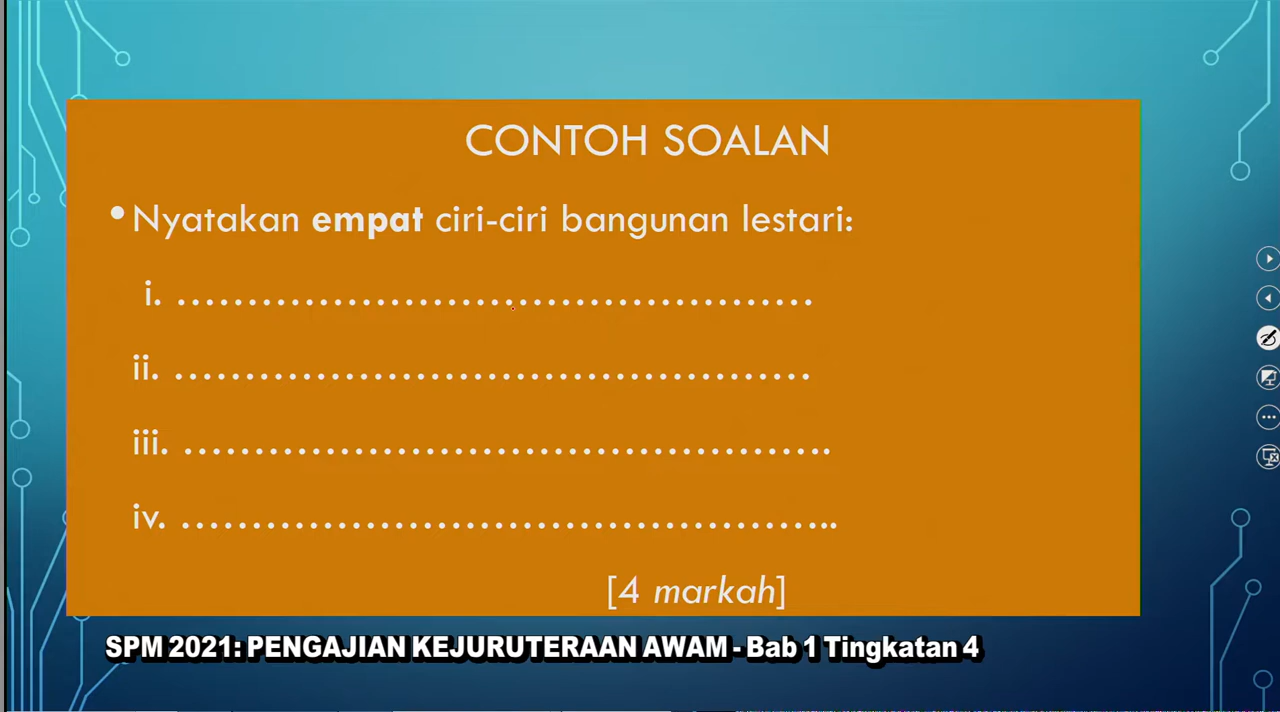 CONTOH SOALAN
•Nyatakan empat ciri-ciri bangunan lestari:
i. ………………………………………
ii. ………………………………………
iii. ……………………………………….
iv. ………………………………………..
[4 markah]
SPM 2021: PENGAJIAN KEJURUTERAAN AWAM - Bab 1 Tingkatan 4